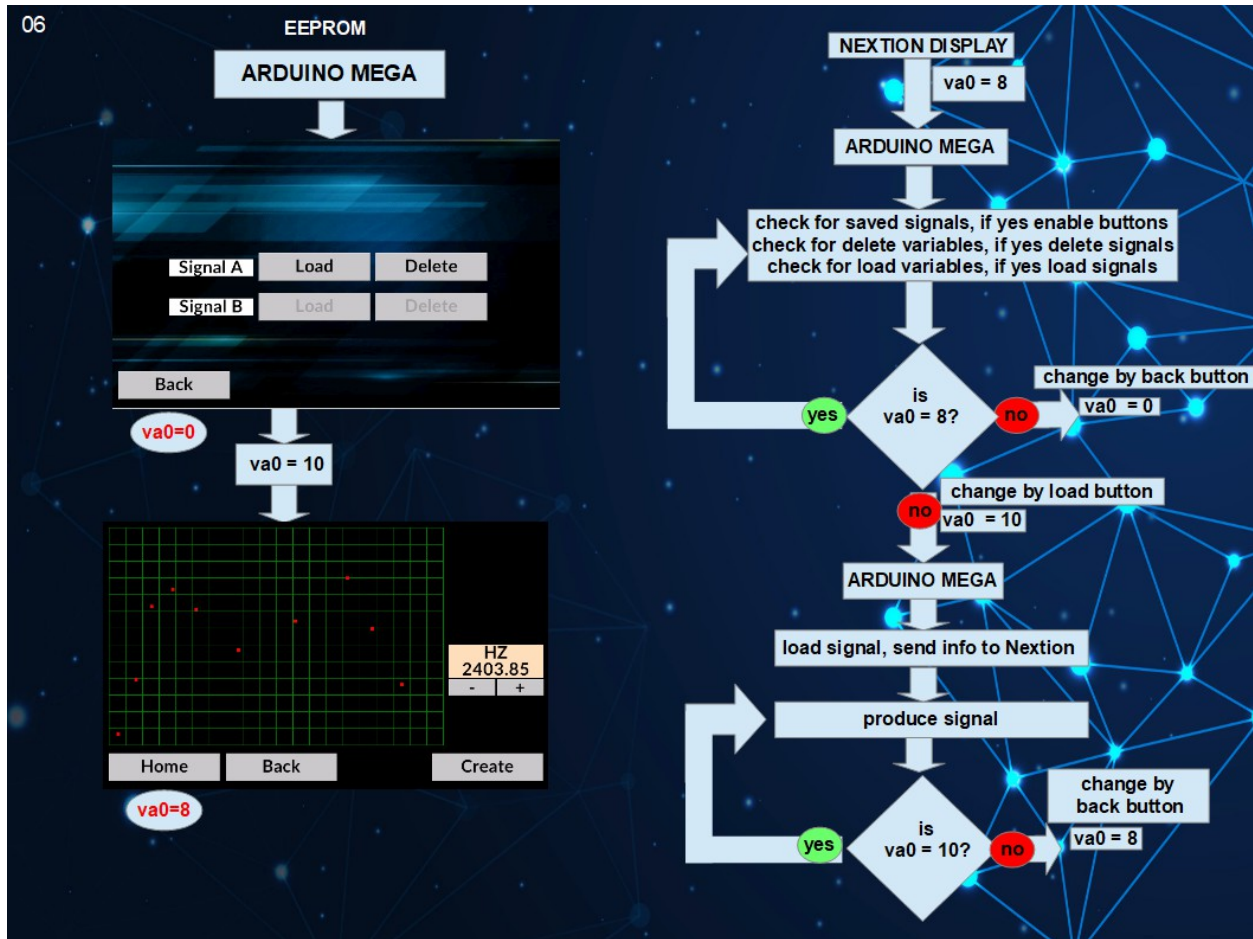 06
EEPROM
ARDUINO MEGA
Signal A
Load
Delete
Signal B
Load
Delete
Back
va0=0
va0 = 10
HZ
2403.85
-
+
Home
Back
Create
va0=8
NEXTION DISPLAY
va0 = 8
ARDUINO MEGA
check for saved signals, if yes enable buttons
check for delete variables, if yes delete signals
check for load variables, if yes load signals
is
va0 = 8?
yes
no
change by back button
va0 = 0
no
change by load button
va0 = 10
ARDUINO MEGA
load signal, send info to Nextion
produce signal
is
va0 = 10?
yes
no
change by
back button
va0 = 8